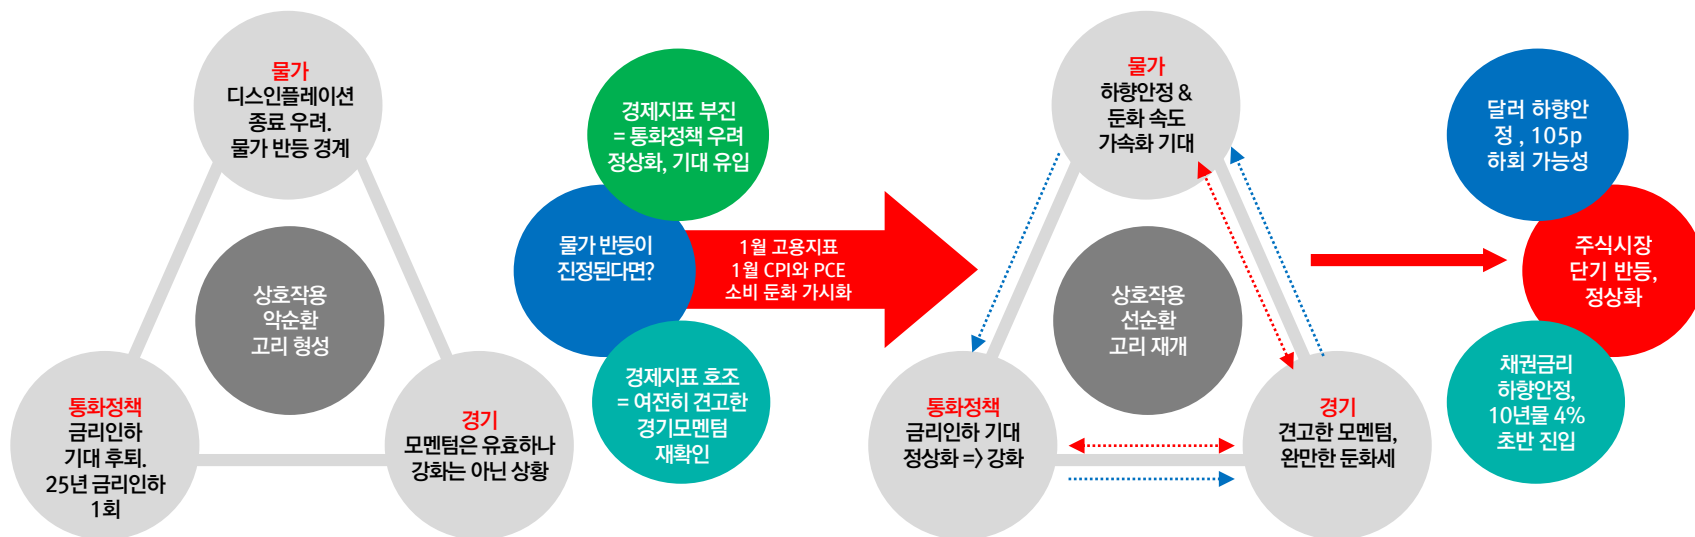 물가
디스인플레이션
종료 우려.
물가 반등 경계
상호작용
악순환
고리 형성
통화정책
금리인하
기대 후퇴.
25년 금리인하
1회
경기
모멘텀은 유효하나
강화는 아닌 상황
경제지표 부진
= 통화정책 우려
정상화, 기대 유입
물가 반등이
진정된다면?
경제지표 호조
= 여전히 견고한
경기모멘텀
재확인
1월 고용지표
1월 CPI와 PCE
소비 둔화 가시화
물가
하향안정 &
둔화 속도
가속화 기대
상호작용
선순환
고리 재개
통화정책
금리인하 기대
정상화 => 강화
경기
견고한 모멘텀,
완만한 둔화세
달러 하향안
정 , 105p
하회 가능성
주식시장
단기 반등,
정상화
채권금리
하향안정,
10년물 4%
초반 진입